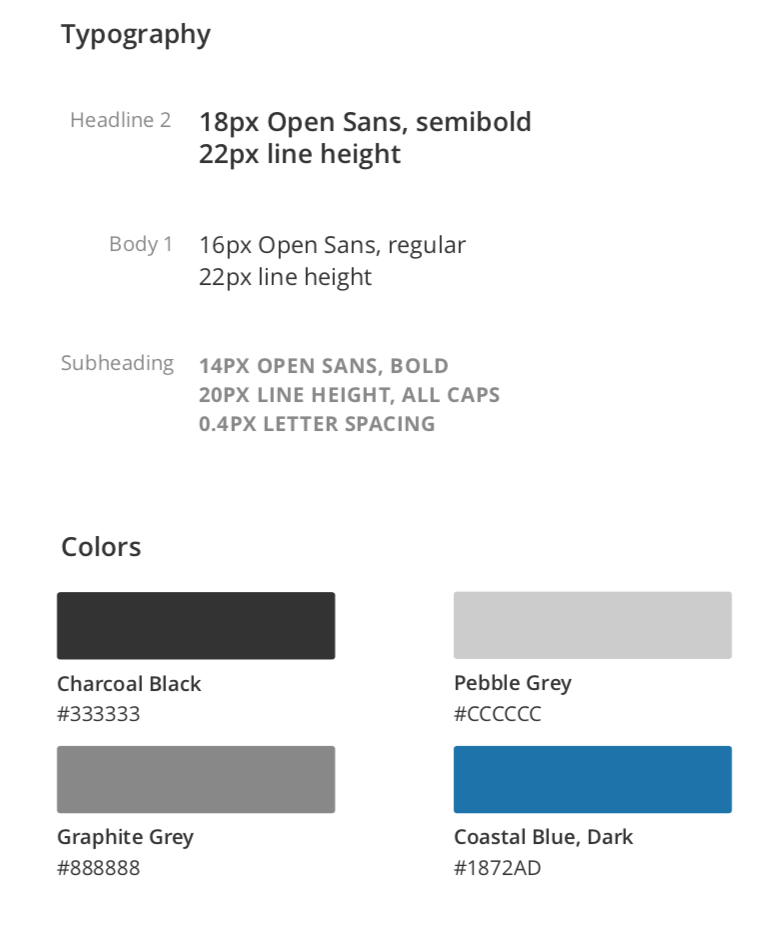 Typography
Headline 2
18px Open Sans, semibold
22px line height
Body 1
16px Open Sans, regular
22px line height
Subheading
14PX OPEN SANS, BOLD
20PX LINE HEIGHT, ALL CAPS
0.4PX LETTER SPACING
Colors
Charcoal Black
#333333
Pebble Grey
#CCCCCC
Graphite Grey
#888888
Coastal Blue, Dark
#1872AD